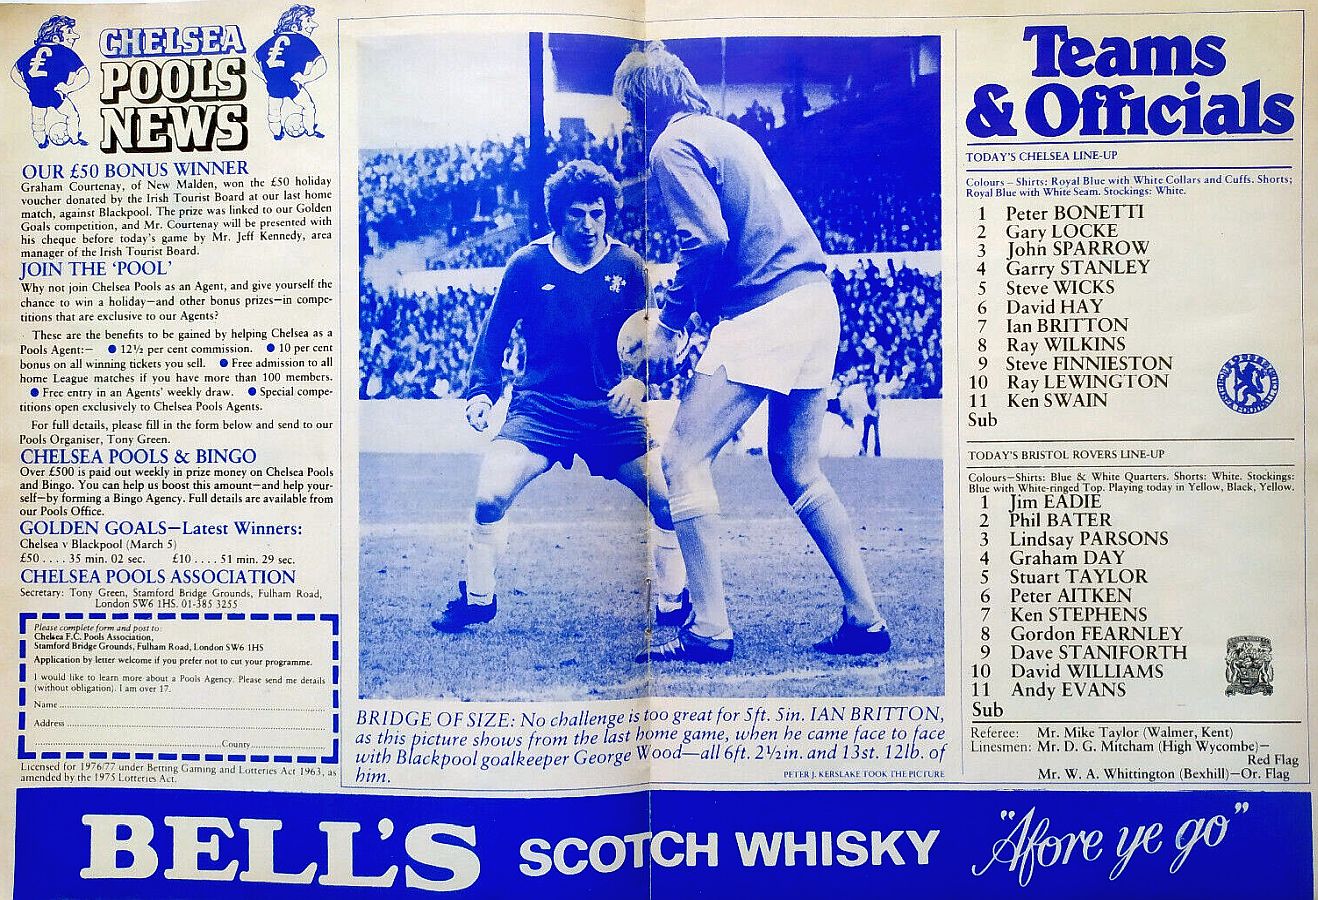 £
£
CHELSEA
POOLS
NEWS
OUR £50 BONUS WINNER
Graham Courtenay, of New Malden, won the £50 holiday
voucher donated by the Irish Tourist Board at our last home
match, against Blackpool. The prize was linked to our Golden
Goals competition, and Mr. Courtenay will be presented with
his cheque before today's game by Mr. Jeff Kennedy, area
manager of the Irish Tourist Board.
JOIN THE 'POOL'
Why not join Chelsea Pools as an Agent, and give yourself the
chance to win a holiday—and other bonus prizes—in compe-
titions that are exclusive to our Agents?
These are the benefits to be gained by helping Chelsea as a
Pools Agent:— ● 12½ per cent commission. ● 10 per cent
bonus on all winning tickets you sell. ● Free admission to all
home League matches if you have more than 100 members.
● Free entry in an Agents' weekly draw. ● Special compe-
titions open exclusively to Chelsea Pools Agents.
For full details, please fill in the form below and send to our
Pools Organiser, Tony Green.
CHELSEA POOLS & BINGO
Over £500 is paid out weekly in prize money on Chelsea Pools
and Bingo. You can help us boost this amount—and help your-
self—by forming a Bingo Agency. Full details are available from
our Pools Office.
GOLDEN GOALS—Latest Winners:
Chelsea v Blackpool (March 5)
£50 .... 35 min. 02 sec. £10 .... 51 min. 29 sec.
CHELSEA POOLS ASSOCIATION
Secretary: Tony Green, Stamford Bridge Grounds, Fulham Road,
London SW6 1HS. 01-385 3255
Please complete form and post to:
Chelsea F.C. Pools Association,
Stamford Bridge Grounds, Fulham Road, London SW6 1HS
Application by letter welcome if you prefer not to cut your programme.
I would like to learn more about a Pools Agency. Please send me details
(without obligation). I am over 17.
Name
Address
County
Licensed for 1976/77 under Betting Gaming and Lotteries Act 1963, as
amended by the 1975 Lotteries Act.
BRIDGE OF SIZE: No challenge is too great for 5ft. 5in. IAN BRITTON,
as this picture shows from the last home game, when he came face to face
with Blackpool goalkeeper George Wood—all 6ft. 2½in. and 13st. 12lb. of
him.
PETER J. KERSLAKE TOOK THE PICTURE
Teams
& Officials
TODAY'S CHELSEA LINE-UP
Colours – Shirts: Royal Blue with White Collars and Cuffs. Shorts;
Royal Blue with White Seam. Stockings: White.
1 Peter BONETTI
2 Gary LOCKE
3 John SPARROW
4 Garry STANLEY
5 Steve WICKS
6 David HAY
7 Ian BRITTON
8 Ray WILKINS
9 Steve FINNIESTON
10 Ray LEWINGTON
11 Ken SWAIN
Sub
TODAY'S BRISTOL ROVERS LINE-UP
Colours–Shirts: Blue & White Quarters. Shorts: White. Stockings:
Blue with White-ringed Top. Playing today in Yellow, Black, Yellow.
1 Jim EADIE
2 Phil BATER
3 Lindsay PARSONS
4 Graham DAY
5 Stuart TAYLOR
6 Peter AITKEN
7 Ken STEPHENS
8 Gordon FEARNLEY
9 Dave STANIFORTH
10 David WILLIAMS
11 Andy EVANS
Sub
Referee: Mr. Mike Taylor (Walmer, Kent)
Linesmen: Mr. D. G. Mitcham (High Wycombe)—
Red Flag
Mr. W. A. Whittington (Bexhill)—Or. Flag
BELL'S SCOTCH WHISKY "Afore ye go"